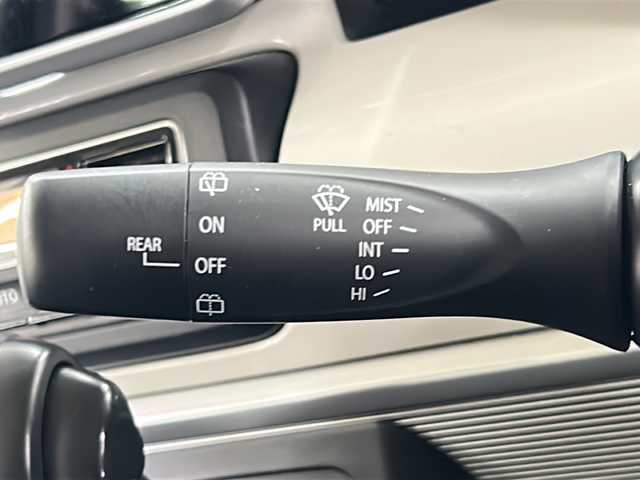 REAR
ON
OFF
PULL
MIST
OFF
INT
LO
HI